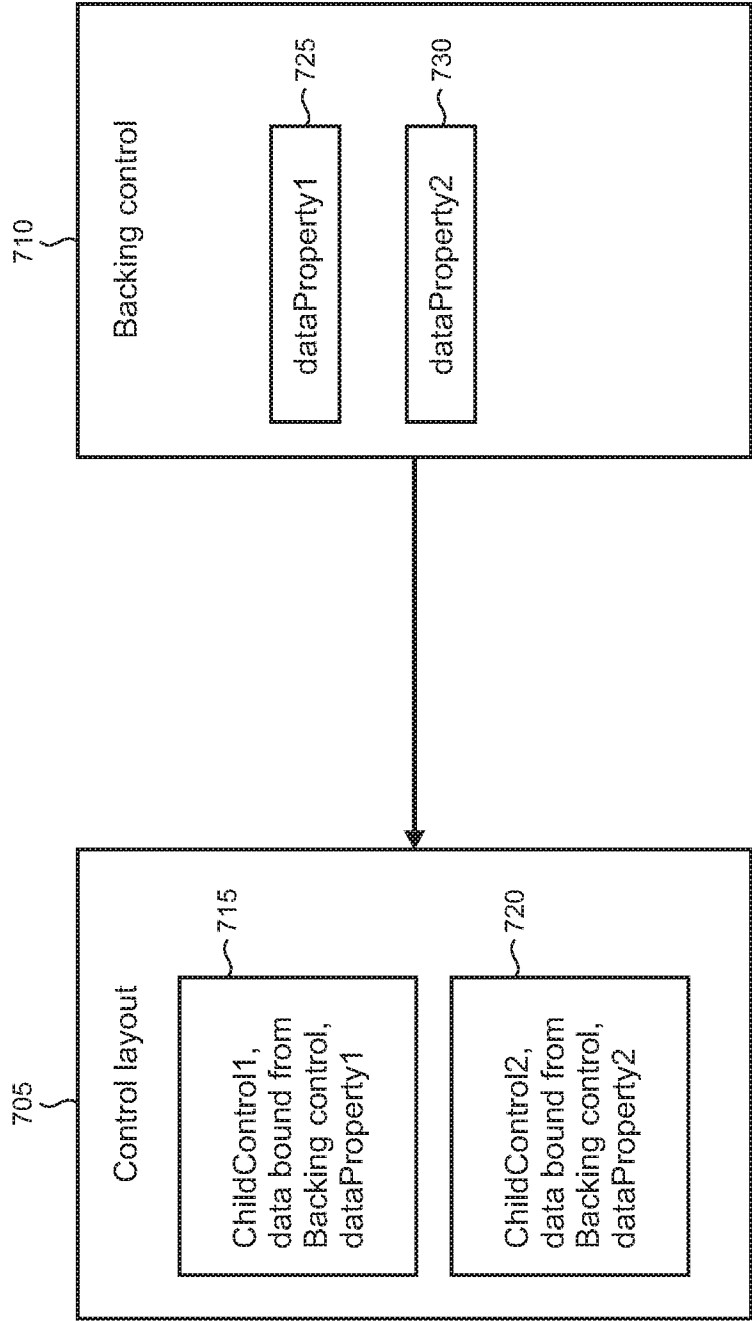 705
Control layout
715
ChildControl1,
data bound from
Backing control,
dataProperty1
720
ChildControl2,
data bound from
Backing control,
dataProperty2
710
Backing control
725
dataProperty1
730
dataProperty2